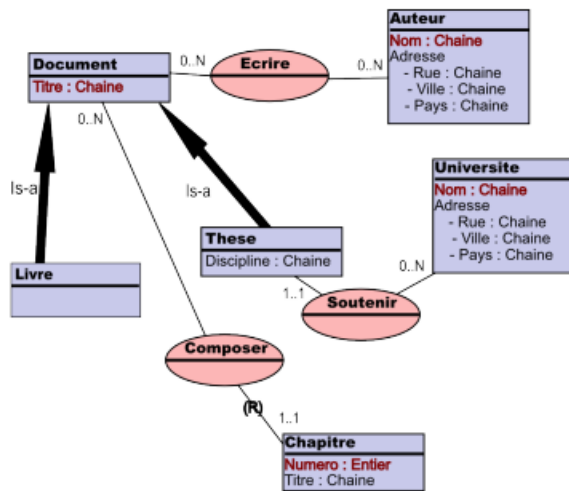 Auteur
Nom : Chaine
Adresse
- Rue : Chaine
- Ville : Chaine
- Pays : Chaine
0..N
Ecrire
0..N
Document
Titre : Chaine
0..N
Is-a
Is-a
Universite
Nom : Chaine
Adresse
- Rue : Chaine
- Ville : Chaine
- Pays : Chaine
These
Discipline : Chaine
0..N
1..1
Soutenir
Livre
Composer
(R)
1..1
Chapitre
Numero : Entier
Titre : Chaine